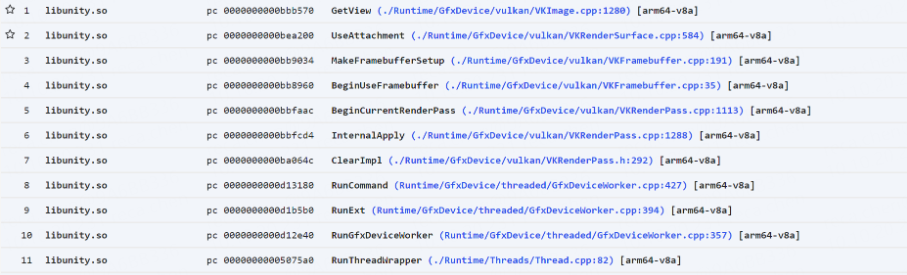 1 libunity.so pc 0000000000bbb570 GetView (./Runtime/GfxDevice/vulkan/VKImage.cpp:1280) [arm64-v8a]
2 libunity.so pc 0000000000bea200 UseAttachment (./Runtime/GfxDevice/vulkan/VKRenderSurface.cpp:584) [arm64-v8a]
3 libunity.so pc 0000000000bb9034 MakeFramebufferSetup (./Runtime/GfxDevice/vulkan/VKFramebuffer.cpp:191) [arm64-v8a]
4 libunity.so pc 0000000000bb8960 BeginUseFramebuffer (./Runtime/GfxDevice/vulkan/VKFramebuffer.cpp:35) [arm64-v8a]
5 libunity.so pc 0000000000bbfaac BeginCurrentRenderPass (./Runtime/GfxDevice/vulkan/VKRenderPass.cpp:1113) [arm64-v8a]
6 libunity.so pc 0000000000bbfcd4 InternalApply (./Runtime/GfxDevice/vulkan/VKRenderPass.cpp:1288) [arm64-v8a]
7 libunity.so pc 0000000000ba064c ClearImpl (./Runtime/GfxDevice/vulkan/VKRenderPass.h:292) [arm64-v8a]
8 libunity.so pc 0000000000d13180 RunCommand (Runtime/GfxDevice/threaded/GfxDeviceWorker.cpp:427) [arm64-v8a]
9 libunity.so pc 0000000000d1b5b0 RunExt (Runtime/GfxDevice/threaded/GfxDeviceWorker.cpp:394) [arm64-v8a]
10 libunity.so pc 0000000000d12e40 RunGfxDeviceWorker (Runtime/GfxDevice/threaded/GfxDeviceWorker.cpp:357) [arm64-v8a]
11 libunity.so pc 00000000005075a0 RunThreadWrapper (./Runtime/Threads/Thread.cpp:82) [arm64-v8a]